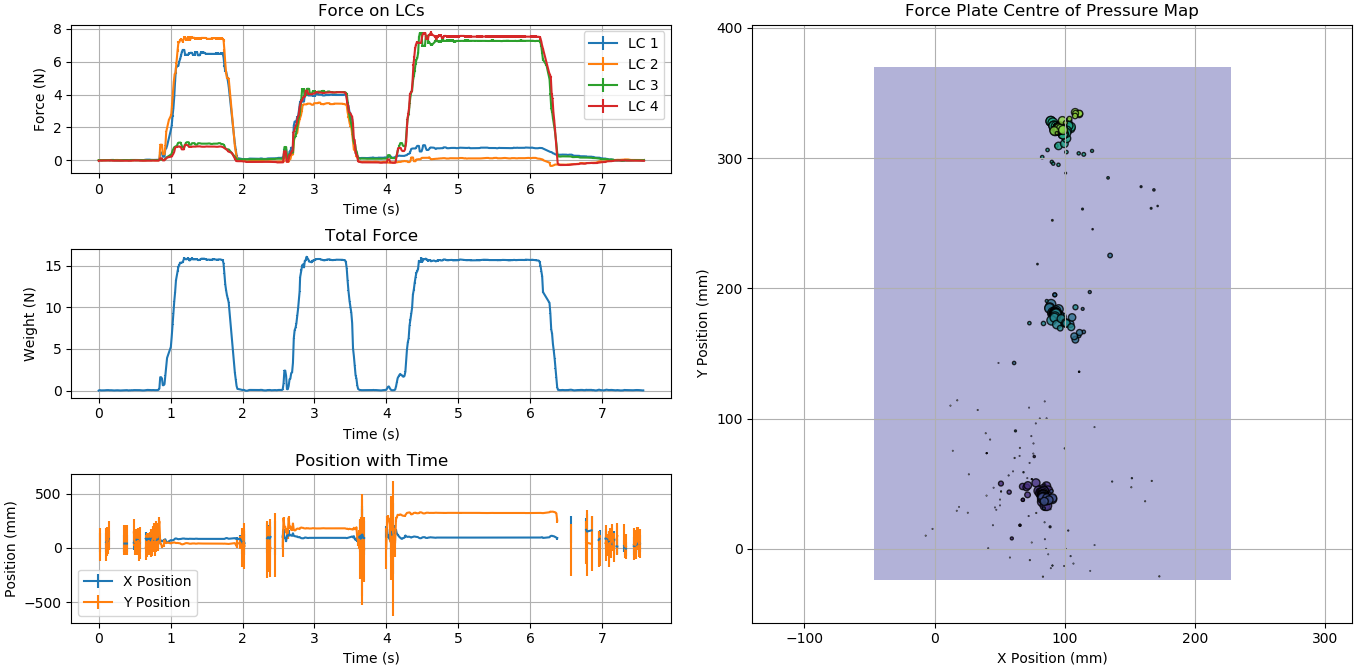 Force on LCs
8
6
4
2
0
Force (N)
LC 1
LC 2
LC 3
LC 4
0 1 2 3 4 5 6 7
Time (s)
Total Force
15
10
5
0
Weight (N)
0 1 2 3 4 5 6 7
Time (s)
Position with Time
500
0
−500
Position (mm)
X Position
Y Position
0 1 2 3 4 5 6 7
Time (s)
Force Plate Centre of Pressure Map
400
300
200
100
0
Y Position (mm)
−100 0 100 200 300
X Position (mm)